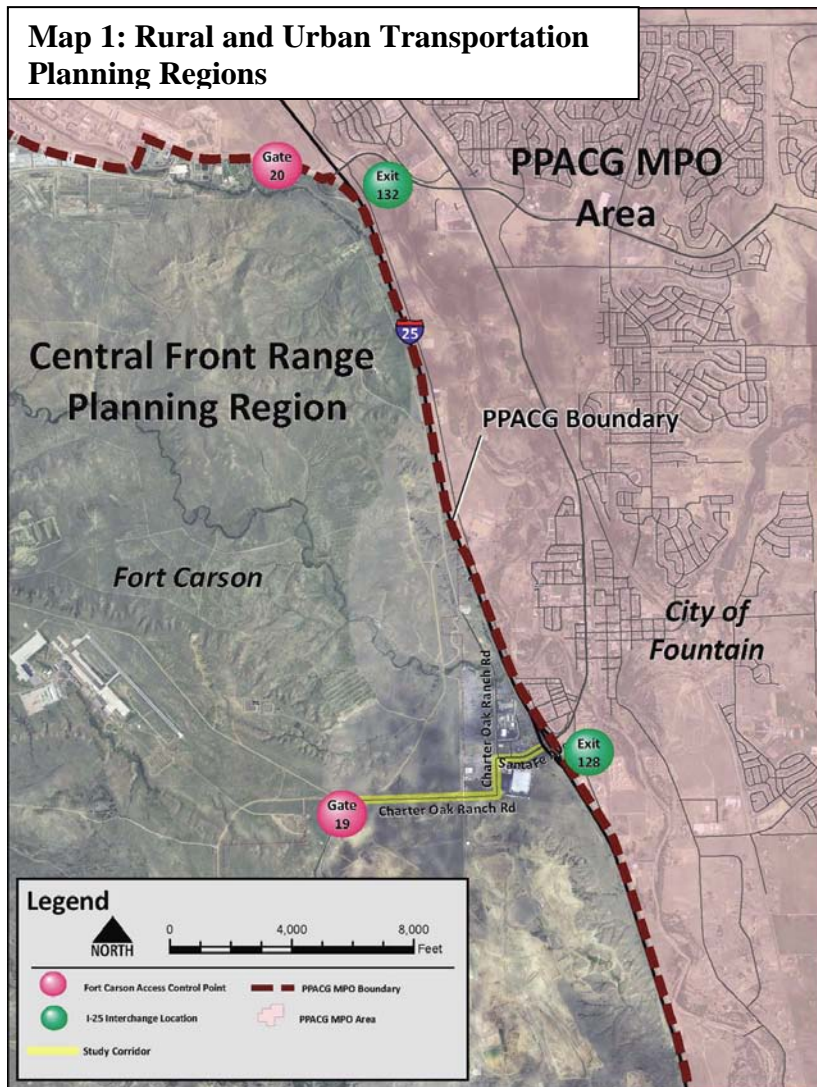 Map 1: Rural and Urban Transportation
Planning Regions
PPACG MPO
Area
Gate
20
Exit
132
25
Central Front Range
Planning Region
PPACG Boundary
Fort Carson
City of
Fountain
Charter Oak Ranch Rd
SantaFe
Exit
128
Gate
19
Charter Oak Ranch Rd
Legend
NORTH
0
4,000
8,000
Feet
Fort Carson Access Control Point
PPACG MPO Boundary
I-25 Interchange Location
PPACG MPO Area
Study Corridor